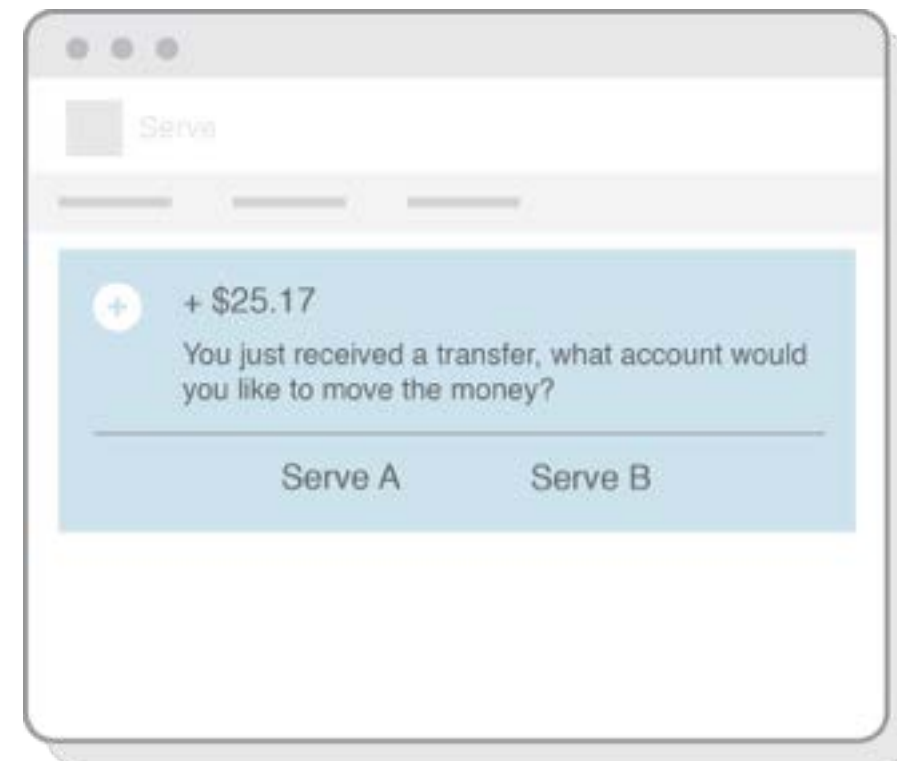 Serve
+ $25.17
You just received a transfer, what account would
you like to move the money?
Serve A Serve B